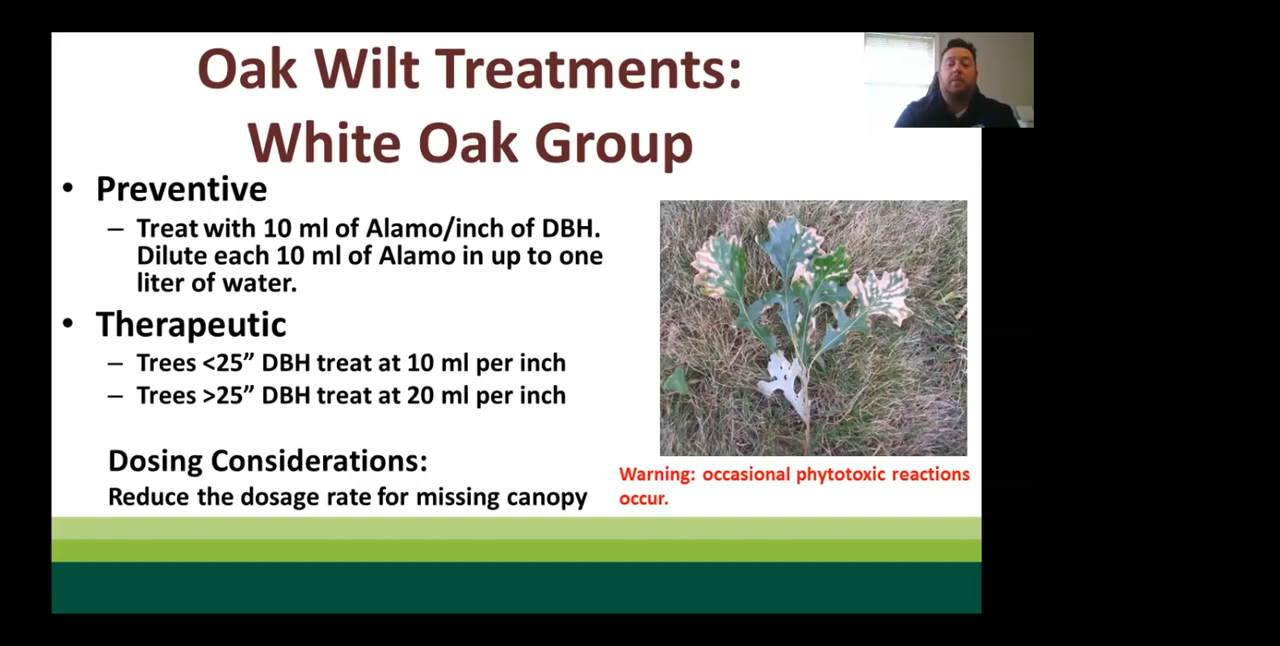 Oak Wilt Treatments:
White Oak Group
• Preventive
– Treat with 10 ml of Alamo/inch of DBH.
Dilute each 10 ml of Alamo in up to one
liter of water.
• Therapeutic
– Trees <25” DBH treat at 10 ml per inch
– Trees >25” DBH treat at 20 ml per inch
Dosing Considerations:
Reduce the dosage rate for missing canopy
Warning: occasional phytotoxic reactions
occur.